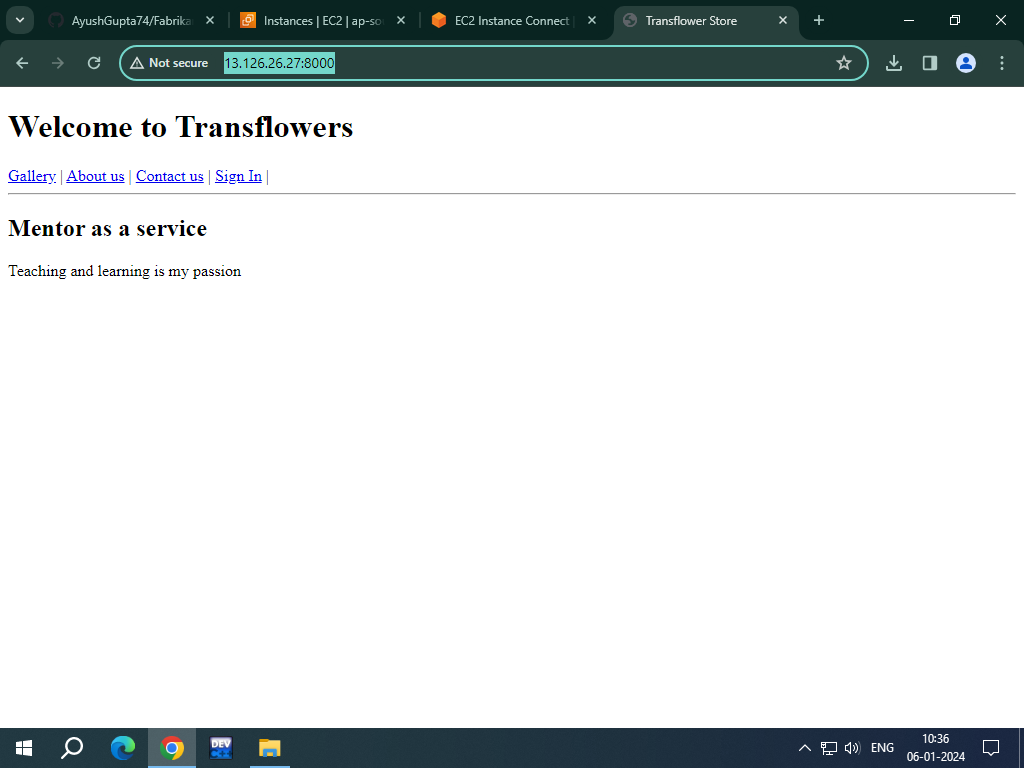 AyushGupta74/Fabrika
Instances | EC2 | ap-sou
EC2 Instance Connect |
Transflower Store
Not secure
13.126.26.27:8000
Welcome to Transflowers
Gallery | About us | Contact us | Sign In |
Mentor as a service
Teaching and learning is my passion
DEV
ENG
10:36
06-01-2024